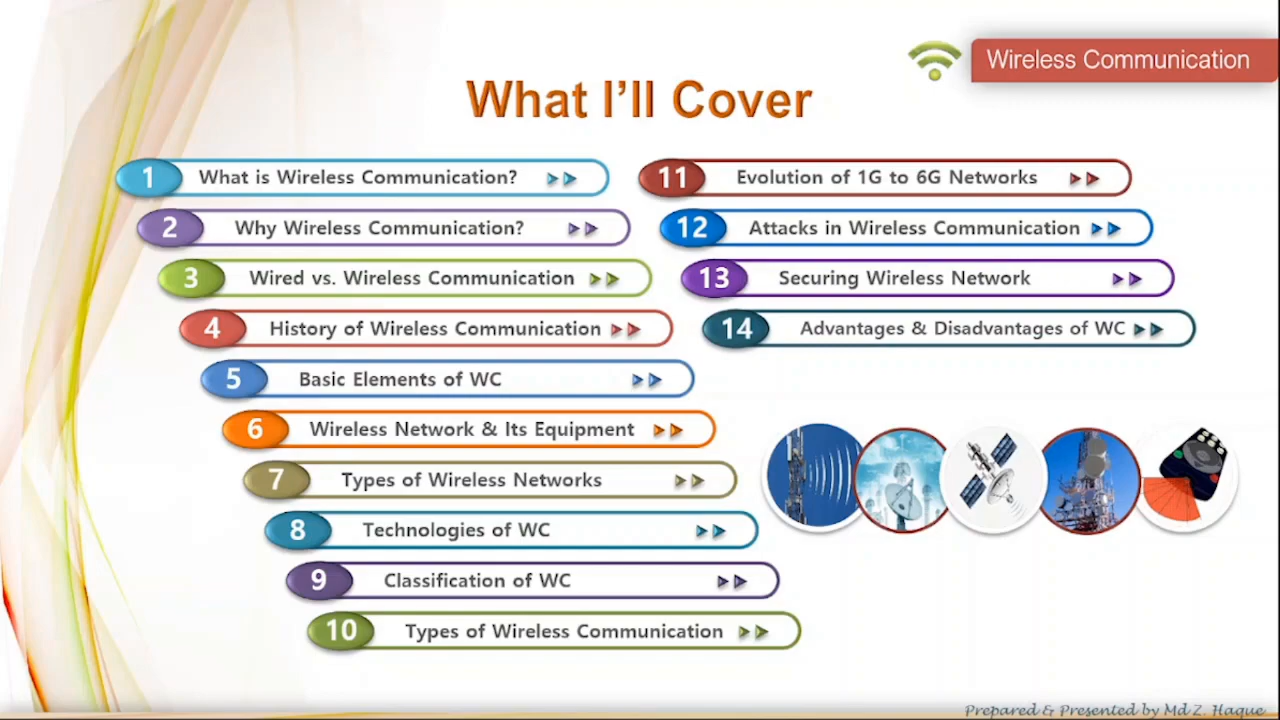 Wireless Communication
What I'll Cover
1 What is Wireless Communication?
2 Why Wireless Communication?
3 Wired vs. Wireless Communication
4 History of Wireless Communication
5 Basic Elements of WC
6 Wireless Network & Its Equipment
7 Types of Wireless Networks
8 Technologies of WC
9 Classification of WC
10 Types of Wireless Communication
11 Evolution of 1G to 6G Networks
12 Attacks in Wireless Communication
13 Securing Wireless Network
14 Advantages & Disadvantages of WC
Prepared & Presented by Md Z. Haque